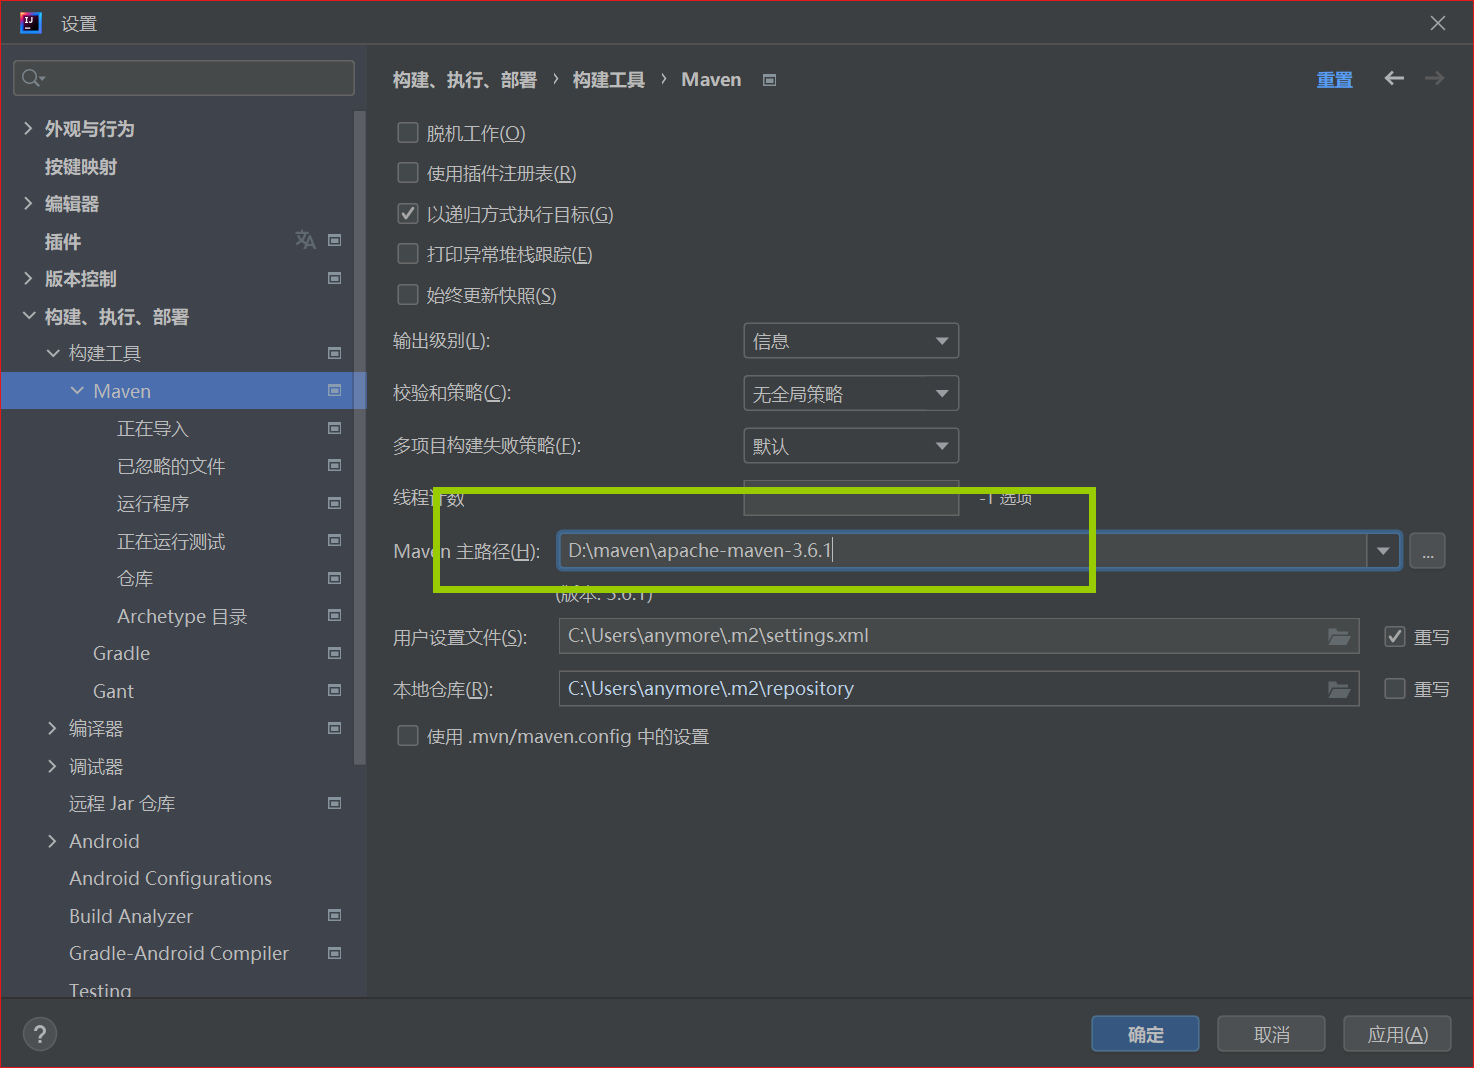 设置
外观与行为
按键映射
编辑器
插件
版本控制
构建、执行、部署
构建工具
Maven
正在导入
已忽略的文件
运行程序
正在运行测试
仓库
Archetype 目录
Gradle
Gant
编译器
调试器
远程 Jar 仓库
Android
Android Configurations
Build Analyzer
Gradle-Android Compiler
Testing
构建、执行、部署 › 构建工具 › Maven
重置
脱机工作(O)
使用插件注册表(R)
以递归方式执行目标(G)
打印异常堆栈跟踪(E)
始终更新快照(S)
输出级别(L): 信息
校验和策略(C): 无全局策略
多项目构建失败策略(F): 默认
线程计数 -T 选项
Maven 主路径(H): D:\maven\apache-maven-3.6.1 ...
(版本: 3.6.1)
用户设置文件(S): C:\Users\anymore\.m2\settings.xml 重写
本地仓库(R): C:\Users\anymore\.m2\repository 重写
使用 .mvn/maven.config 中的设置
?
确定 取消 应用(A)